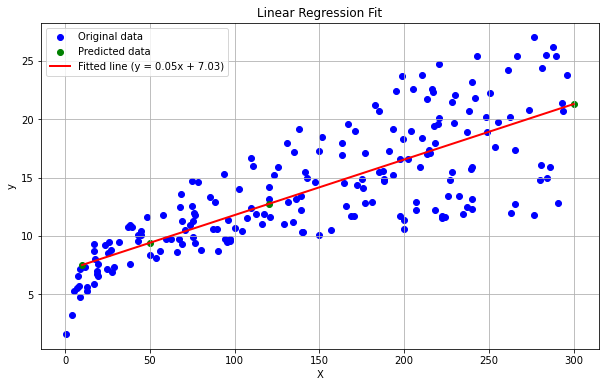 Linear Regression Fit
Original data
Predicted data
Fitted line (y = 0.05x + 7.03)
25
20
15
10
5
y
0 50 100 150 200 250 300
X